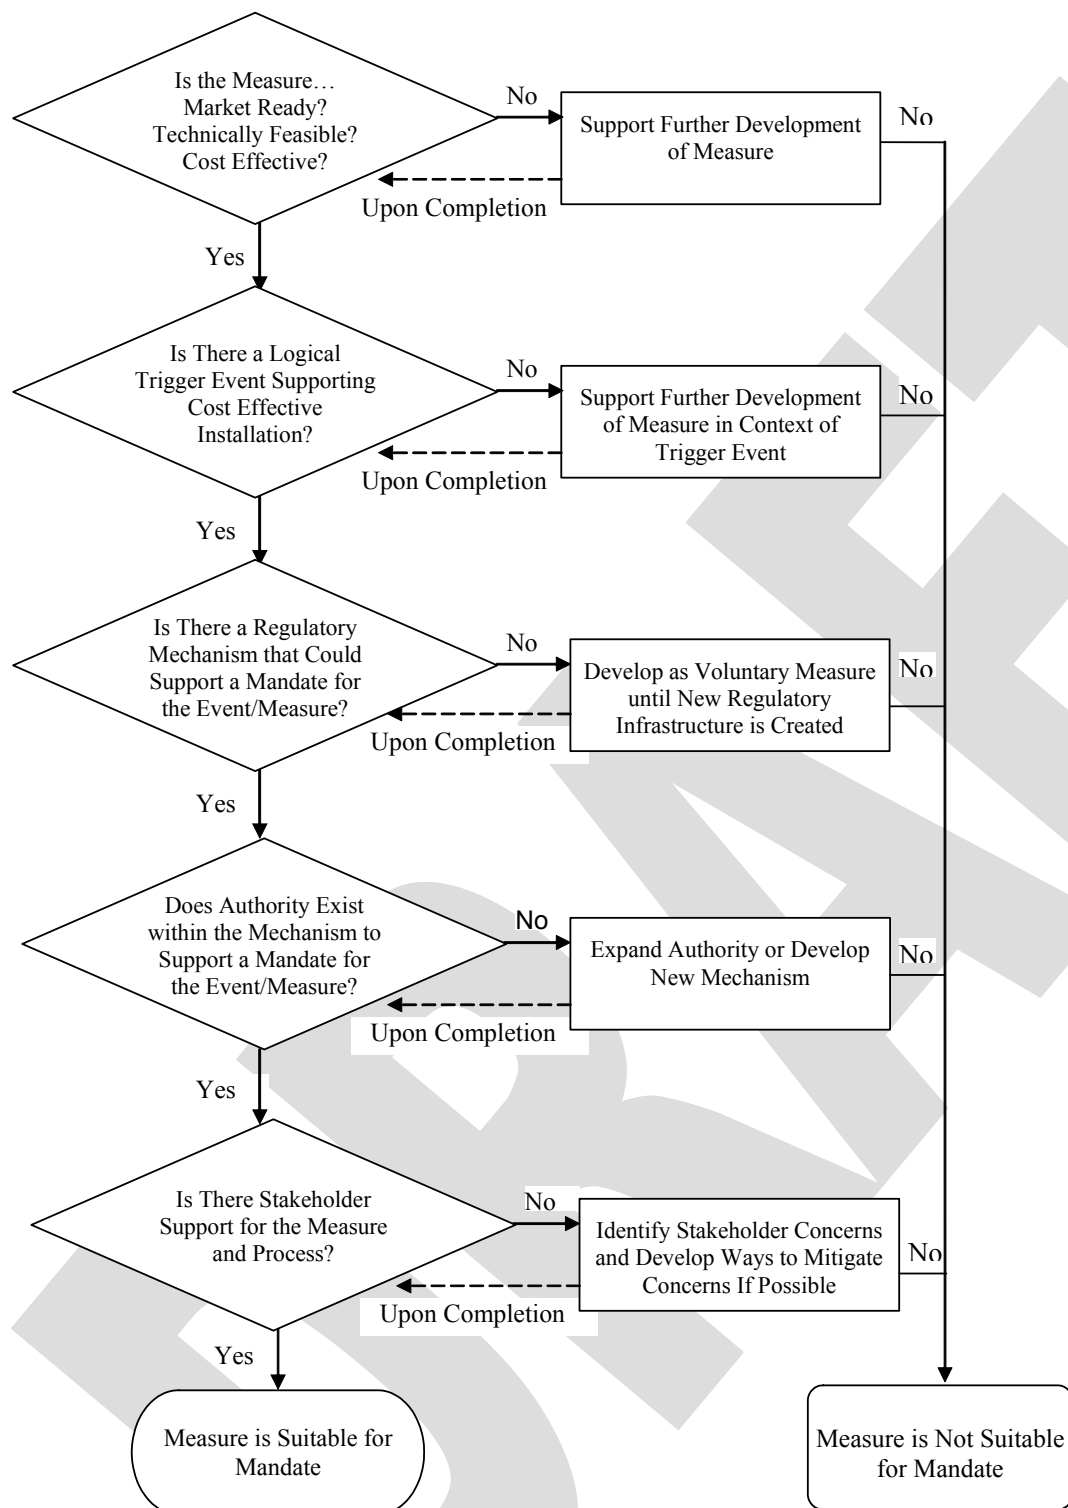 Is the Measure…
Market Ready?
Technically Feasible?
Cost Effective?
No
Support Further Development
of Measure
No
Upon Completion
Yes
Is There a Logical
Trigger Event Supporting
Cost Effective
Installation?
No
Support Further Development
of Measure in Context of
Trigger Event
No
Upon Completion
Yes
Is There a Regulatory
Mechanism that Could
Support a Mandate for
the Event/Measure?
No
Develop as Voluntary Measure
until New Regulatory
Infrastructure is Created
No
Upon Completion
Yes
Does Authority Exist
within the Mechanism to
Support a Mandate for
the Event/Measure?
No
Expand Authority or Develop
New Mechanism
No
Upon Completion
Yes
Is There Stakeholder
Support for the Measure
and Process?
No
Identify Stakeholder Concerns
and Develop Ways to Mitigate
Concerns If Possible
No
Upon Completion
Yes
Measure is Suitable for
Mandate
Measure is Not Suitable
for Mandate
DRAFT